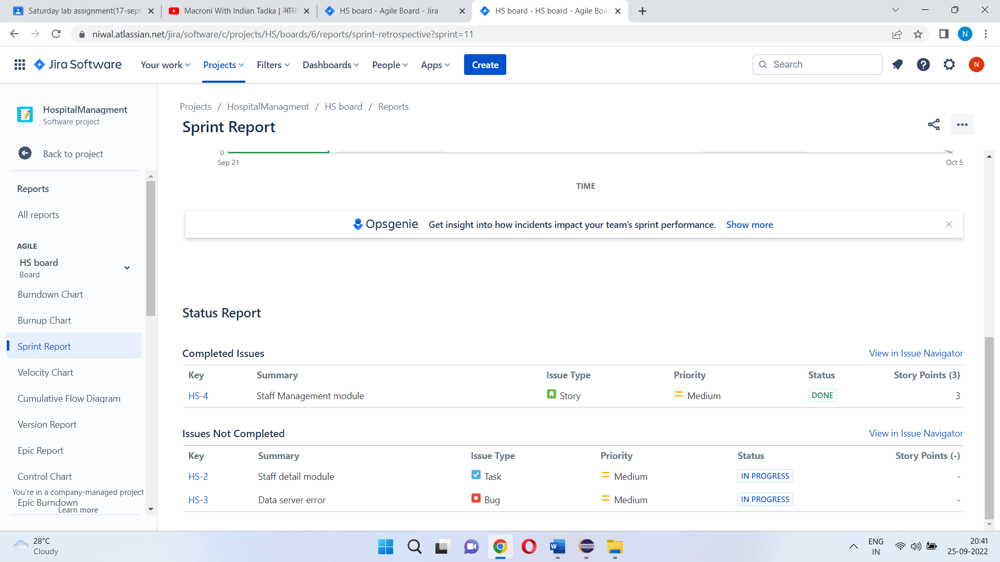 Saturday lab assignment(17-sept
Macroni With Indian Tadka | आसा
HS board - Agile Board - Jira
HS board - HS board - Agile Boa
niwal.atlassian.net/jira/software/c/projects/HS/boards/6/reports/sprint-retrospective?sprint=11
N
Jira Software
Your work
Projects
Filters
Dashboards
People
Apps
Create
Search
N
HospitalManagment
Software project
Back to project
Reports
All reports
AGILE
HS board
Board
Burndown Chart
Burnup Chart
Sprint Report
Velocity Chart
Cumulative Flow Diagram
Version Report
Epic Report
Control Chart
You're in a company-managed project
Epic Burndown
Learn more
Projects / HospitalManagment / HS board / Reports
Sprint Report
0
Sep 21
Oct 5
TIME
Opsgenie Get insight into how incidents impact your team's sprint performance. Show more
Status Report
Completed Issues View in Issue Navigator
Key Summary Issue Type Priority Status Story Points (3)
HS-4 Staff Management module Story Medium DONE 3
Issues Not Completed View in Issue Navigator
Key Summary Issue Type Priority Status Story Points (-)
HS-2 Staff detail module Task Medium IN PROGRESS -
HS-3 Data server error Bug Medium IN PROGRESS -
28°C
Cloudy
W
ENG
IN
20:41
25-09-2022